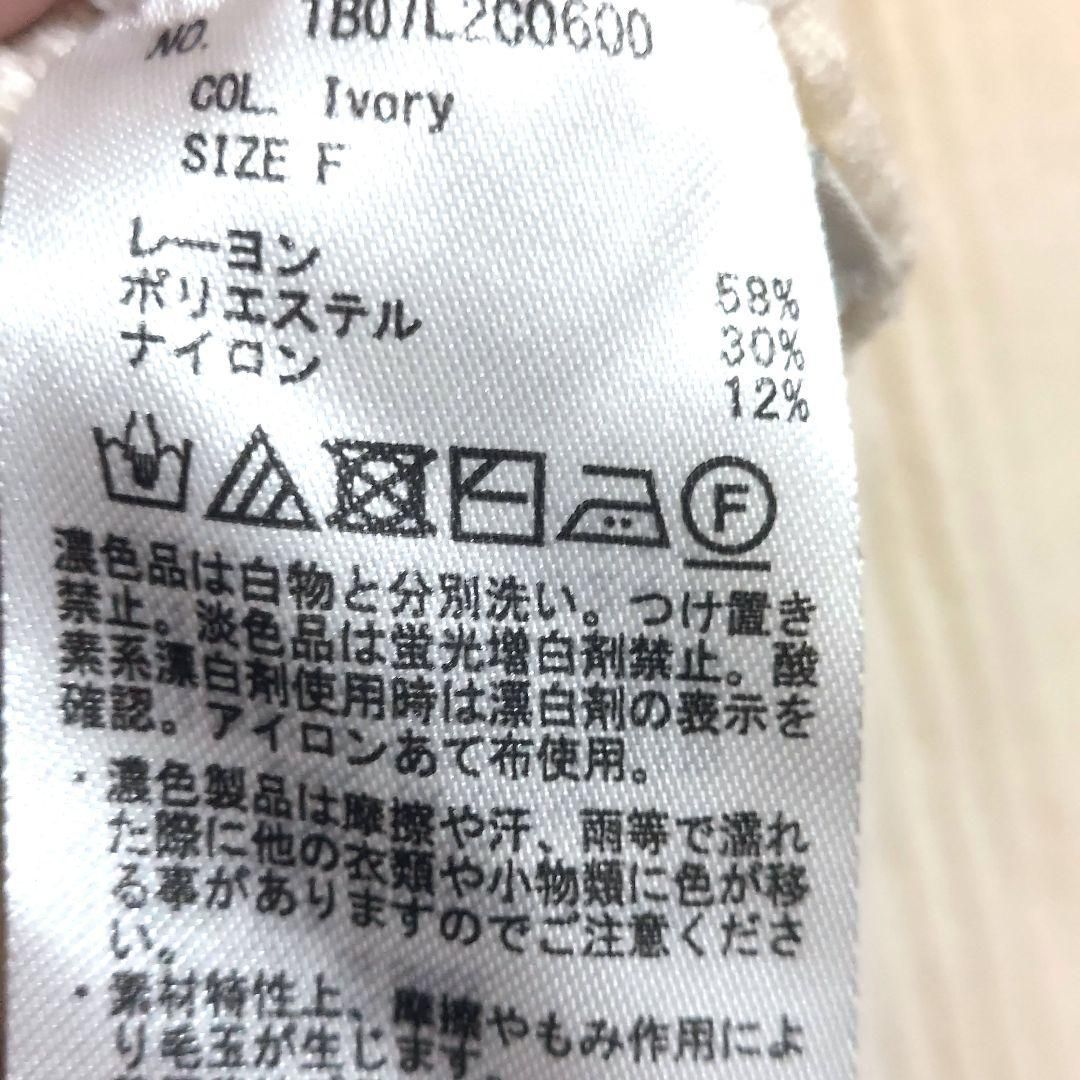 NO. 1B07L2C0600
COL. Ivory
SIZE F
レーヨン 58%
ポリエステル 30%
ナイロン 12%
F
濃色品は白物と分別洗い。つけ置き
禁止。淡色品は蛍光増白剤禁止。酸
素系漂白剤使用時は漂白剤の表示を
確認。アイロンあて布使用。
・濃色製品は摩擦や汗、雨等で濡れ
た際に他の衣類や小物類に色が移
る事がありますのでご注意くださ
い。
・素材特性上、摩擦やもみ作用によ
り毛玉が生じます。